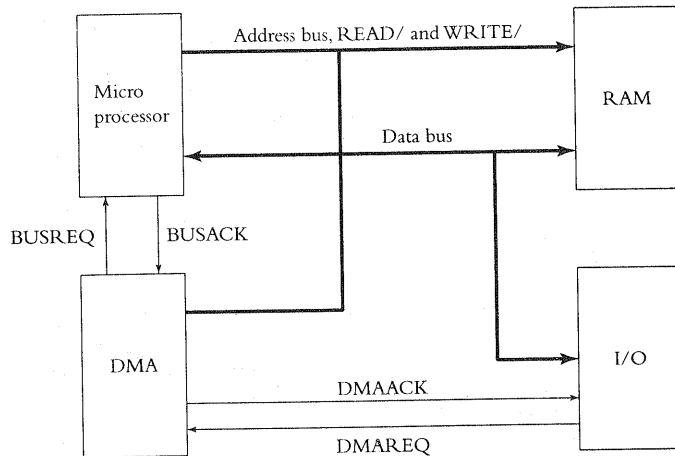 Address bus, READ/ and WRITE/
Micro
processor
RAM
Data bus
BUSREQ
BUSACK
DMA
I/O
DMAACK
DMAREQ